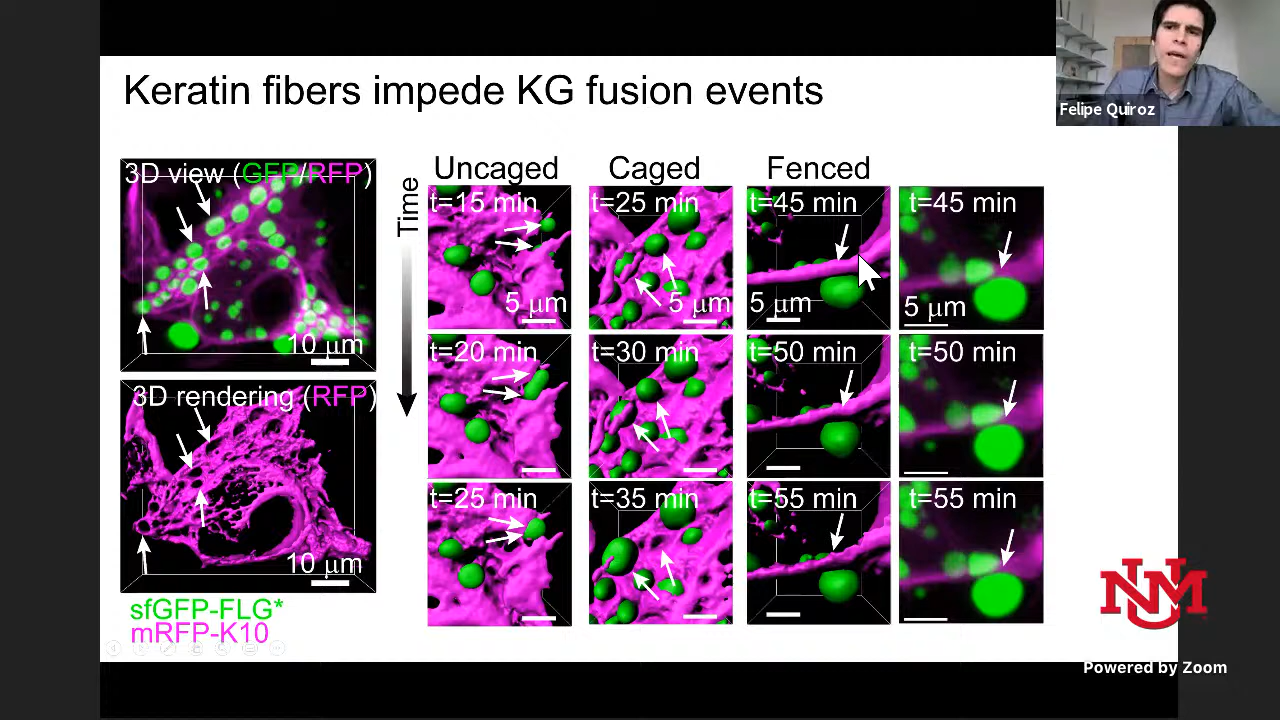 Keratin fibers impede KG fusion events
Felipe Quiroz
3D view (GFP/RFP)
10 μm
3D rendering (RFP)
10 μm
sfGFP-FLG*
mRFP-K10
Time
Uncaged
Caged
Fenced
t=15 min
t=25 min
t=45 min
t=45 min
5 μm
5 μm
5 μm
5 μm
t=20 min
t=30 min
t=50 min
t=50 min
t=25 min
t=35 min
t=55 min
t=55 min
UNM
Powered by Zoom